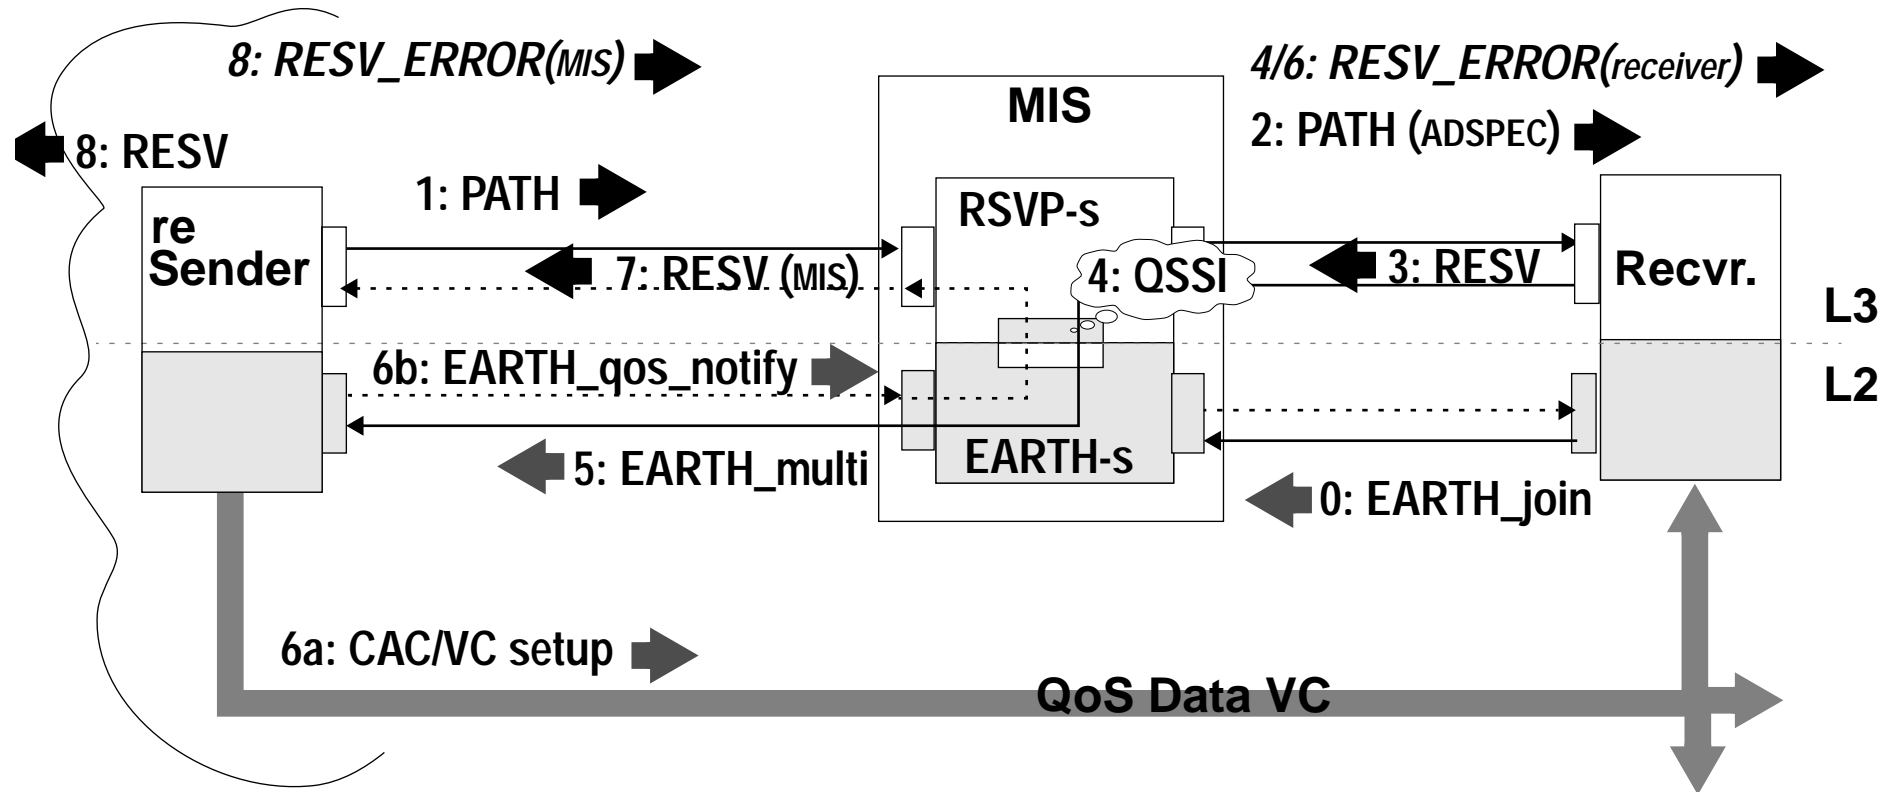 8: RESV_ERROR(MIS)
4/6: RESV_ERROR(receiver)
MIS
2: PATH (ADSPEC)
8: RESV
1: PATH
RSVP-s
re
Sender
7: RESV (MIS)
4: QSSI
3: RESV
Recvr.
L3
6b: EARTH_qos_notify
L2
5: EARTH_multi
EARTH-s
0: EARTH_join
6a: CAC/VC setup
QoS Data VC